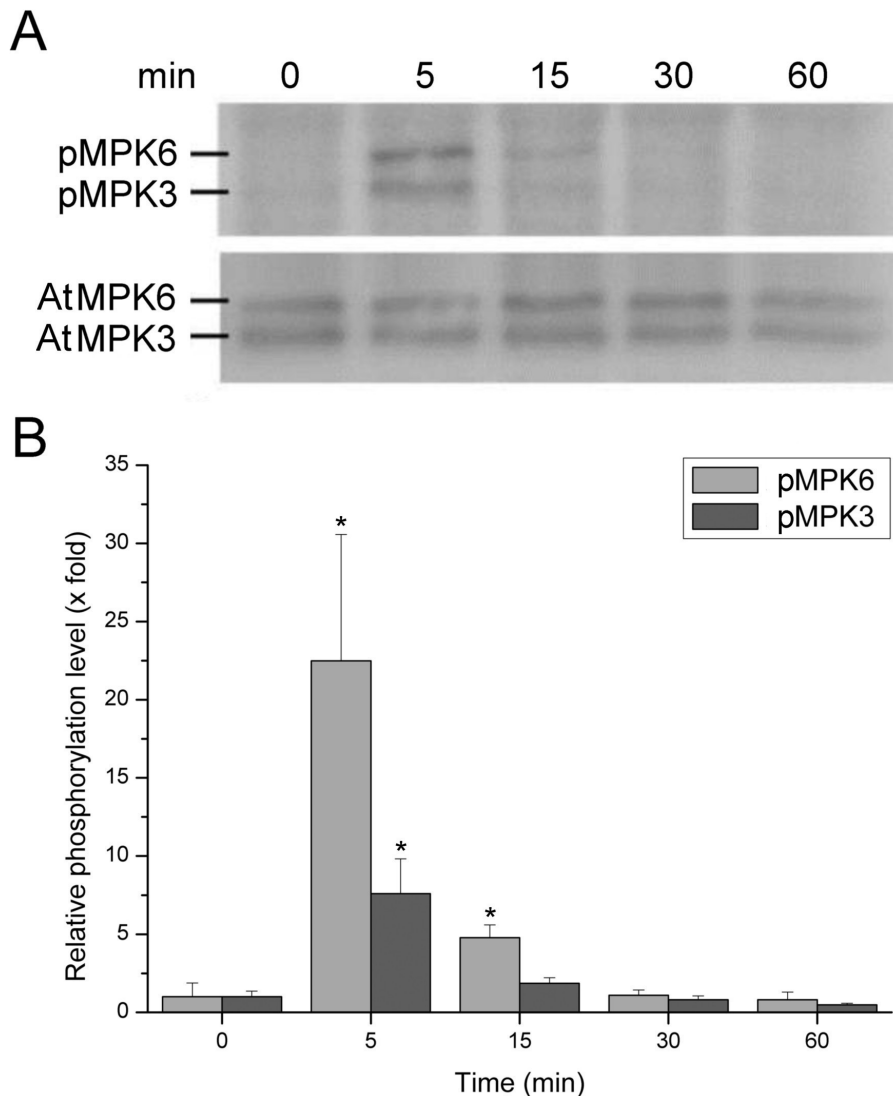 A
min 0 5 15 30 60
pMPK6
pMPK3
AtMPK6
AtMPK3
B
35
30
25
20
15
10
5
0
Relative phosphorylation level (x fold)
pMPK6
pMPK3
*
*
*
0 5 15 30 60
Time (min)